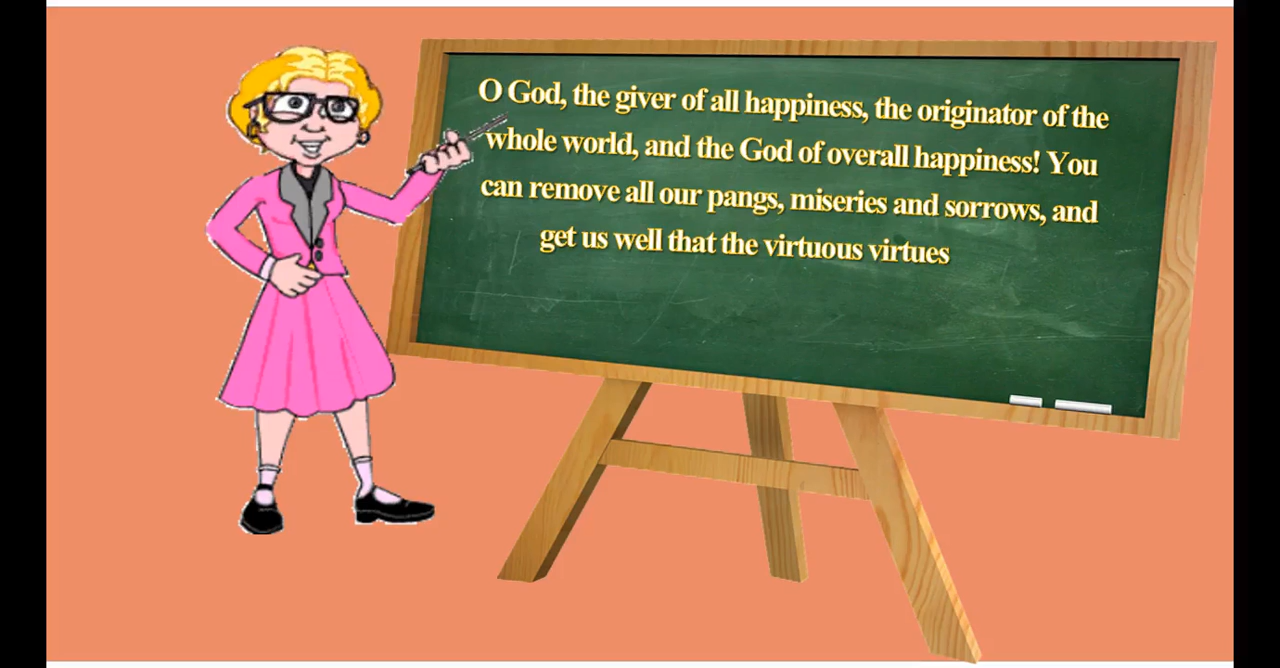 O God, the giver of all happiness, the originator of the
whole world, and the God of overall happiness! You
can remove all our pangs, miseries and sorrows, and
get us well that the virtuous virtues